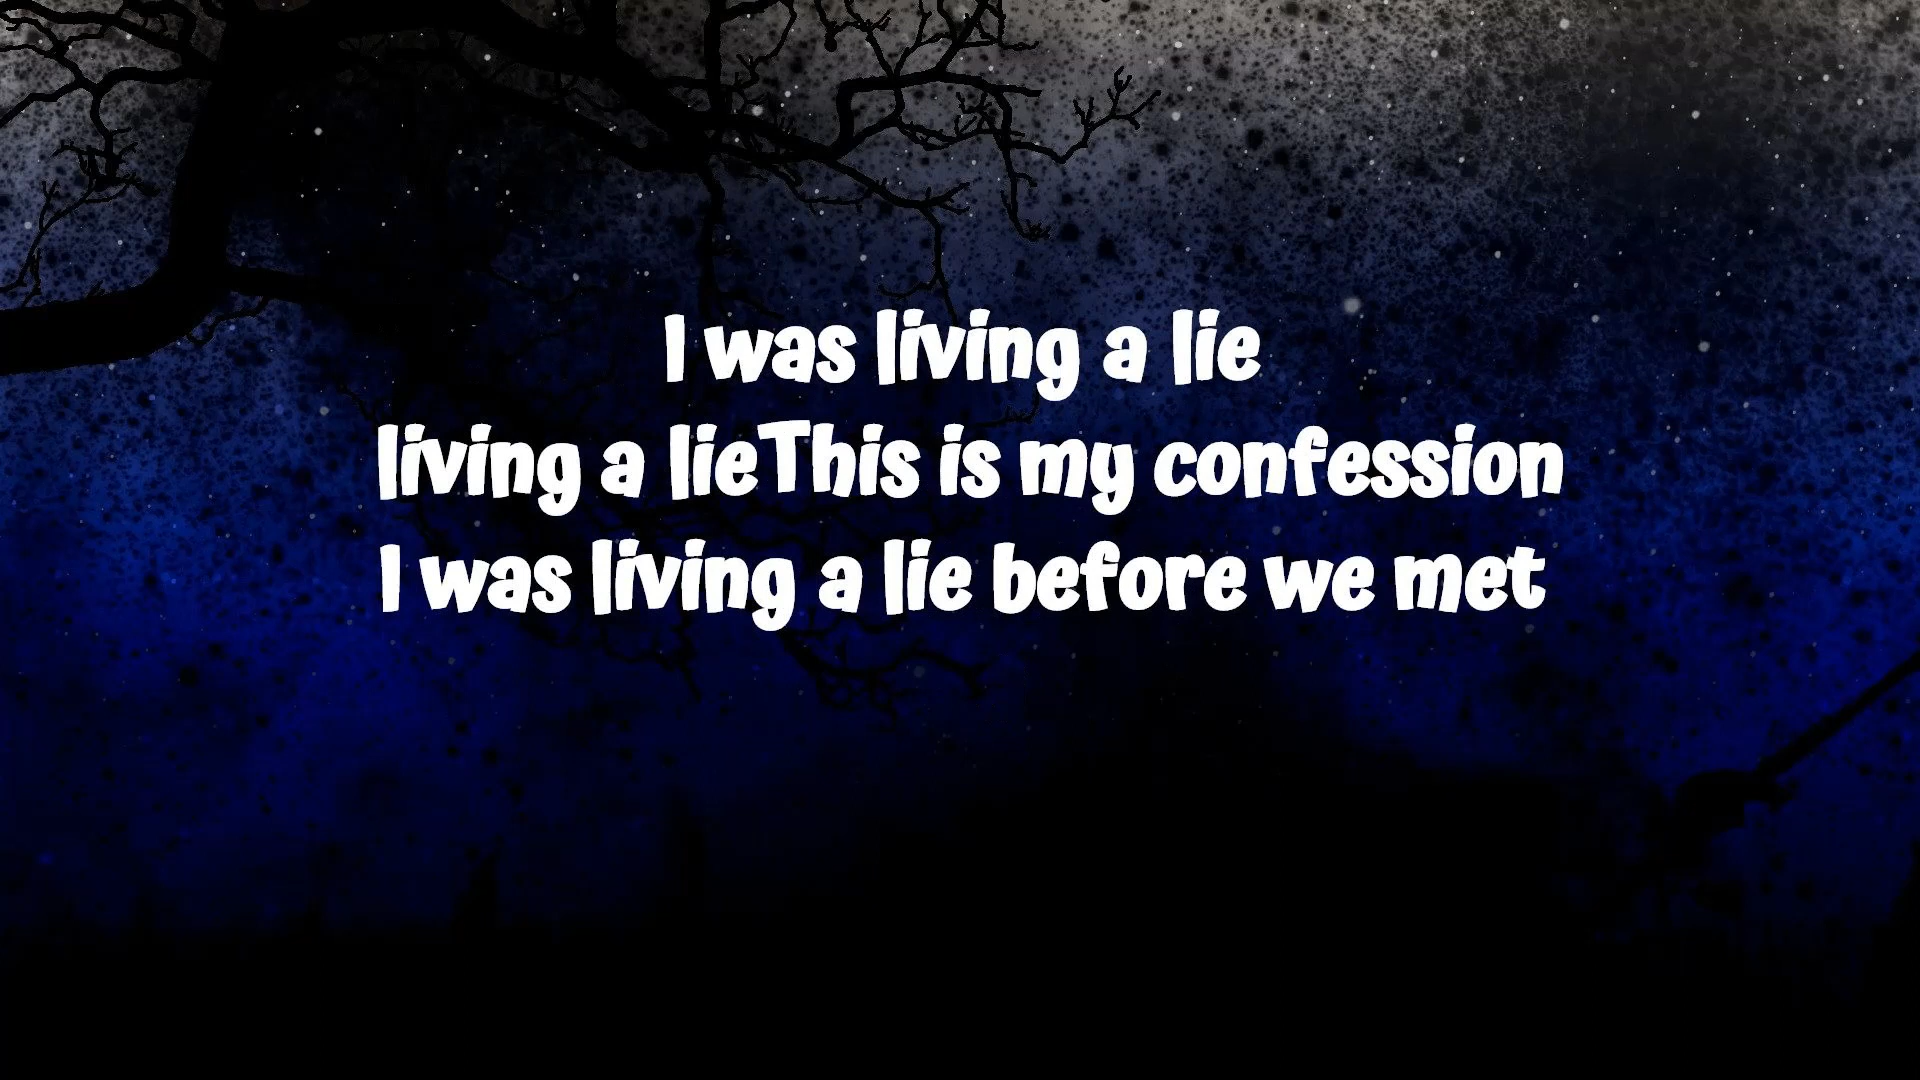 I was living a lie
living a lieThis is my confession
I was living a lie before we met